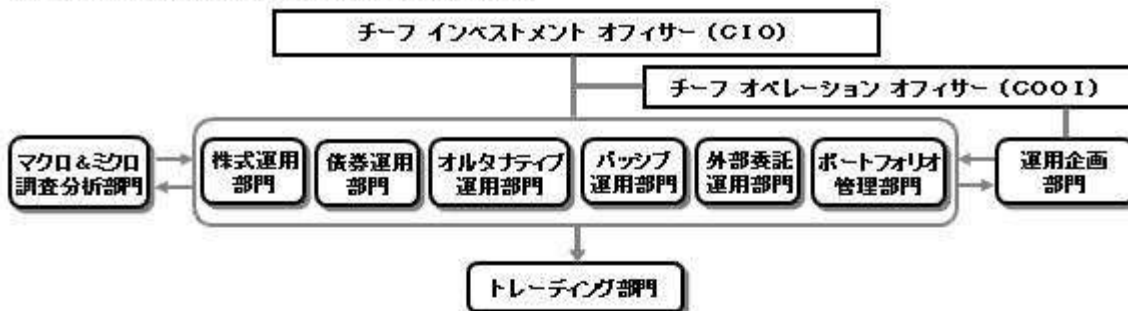 チーフ インベストメント オフィサー (CIO)
チーフ オペレーション オフィサー (COOI)
マクロ&ミクロ
調査分析部門
株式運用
部門
債券運用
部門
オルタナティブ
運用部門
パッシブ
運用部門
外部委託
運用部門
ポートフォリオ
管理部門
運用企画
部門
トレーディング部門